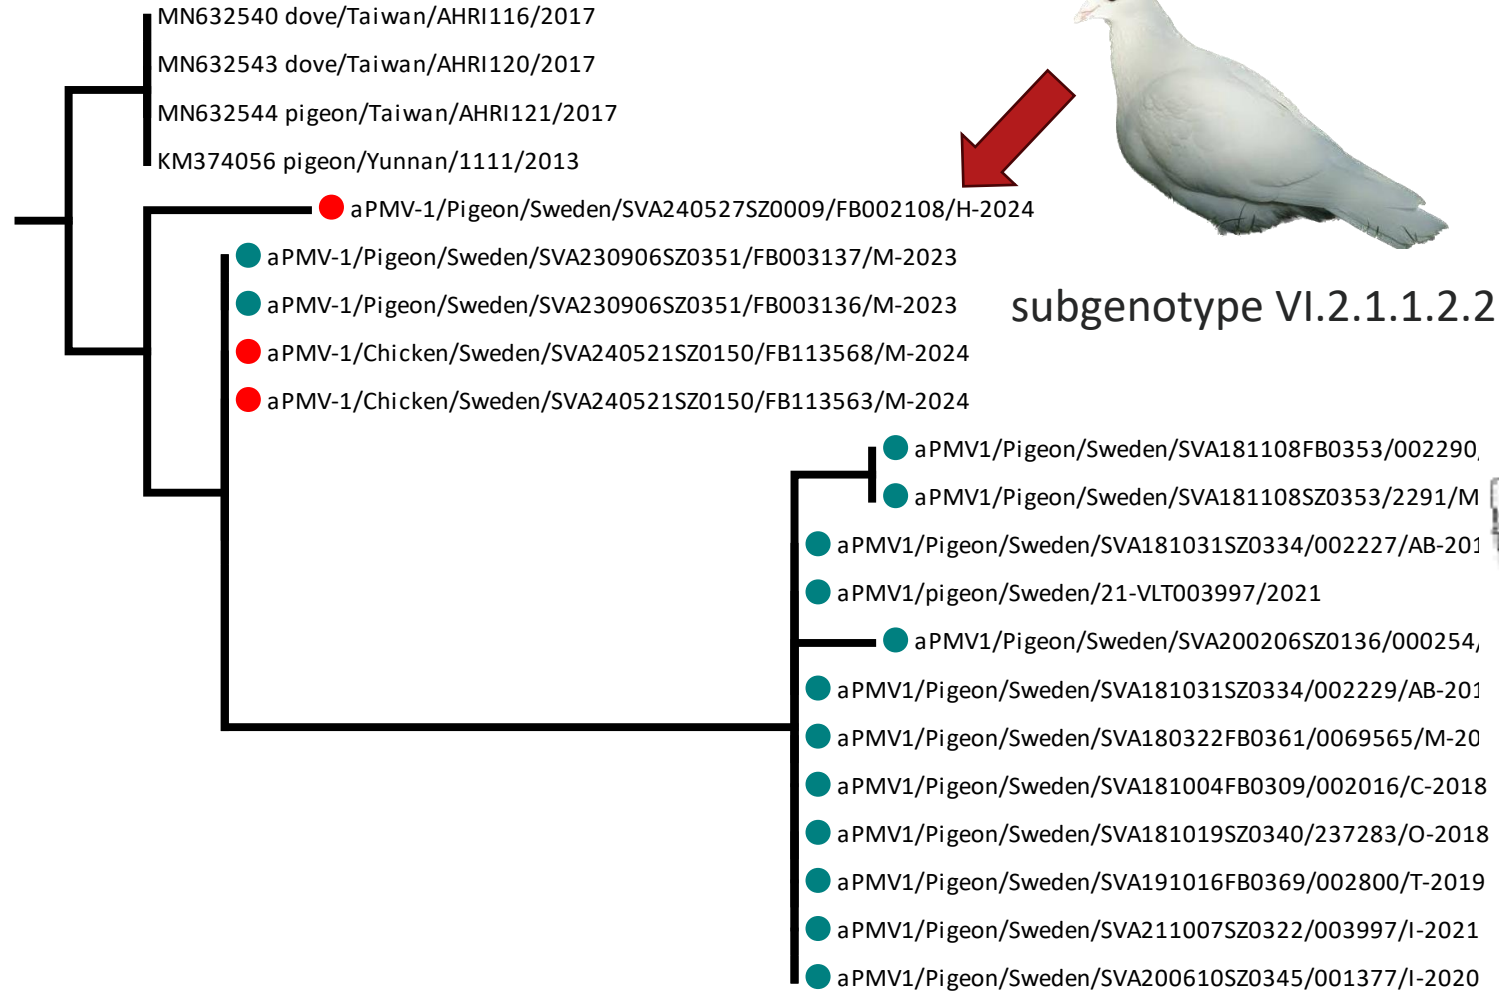 MN632540 dove/Taiwan/AHRI116/2017
MN632543 dove/Taiwan/AHRI120/2017
MN632544 pigeon/Taiwan/AHRI121/2017
KM374056 pigeon/Yunnan/1111/2013
aPMV-1/Pigeon/Sweden/SVA240527SZ0009/FB002108/H-2024
aPMV-1/Pigeon/Sweden/SVA230906SZ0351/FB003137/M-2023
aPMV-1/Pigeon/Sweden/SVA230906SZ0351/FB003136/M-2023
subgenotype VI.2.1.1.2.2
aPMV-1/Chicken/Sweden/SVA240521SZ0150/FB113568/M-2024
aPMV-1/Chicken/Sweden/SVA240521SZ0150/FB113563/M-2024
aPMV1/Pigeon/Sweden/SVA181108FB0353/002290,
aPMV1/Pigeon/Sweden/SVA181108SZ0353/2291/M
aPMV1/Pigeon/Sweden/SVA181031SZ0334/002227/AB-201
aPMV1/pigeon/Sweden/21-VLT003997/2021
aPMV1/Pigeon/Sweden/SVA200206SZ0136/000254/
aPMV1/Pigeon/Sweden/SVA181031SZ0334/002229/AB-201
aPMV1/Pigeon/Sweden/SVA180322FB0361/0069565/M-20
aPMV1/Pigeon/Sweden/SVA181004FB0309/002016/C-2018
aPMV1/Pigeon/Sweden/SVA181019SZ0340/237283/O-2018
aPMV1/Pigeon/Sweden/SVA191016FB0369/002800/T-2019
aPMV1/Pigeon/Sweden/SVA211007SZ0322/003997/I-2021
aPMV1/Pigeon/Sweden/SVA200610SZ0345/001377/I-2020